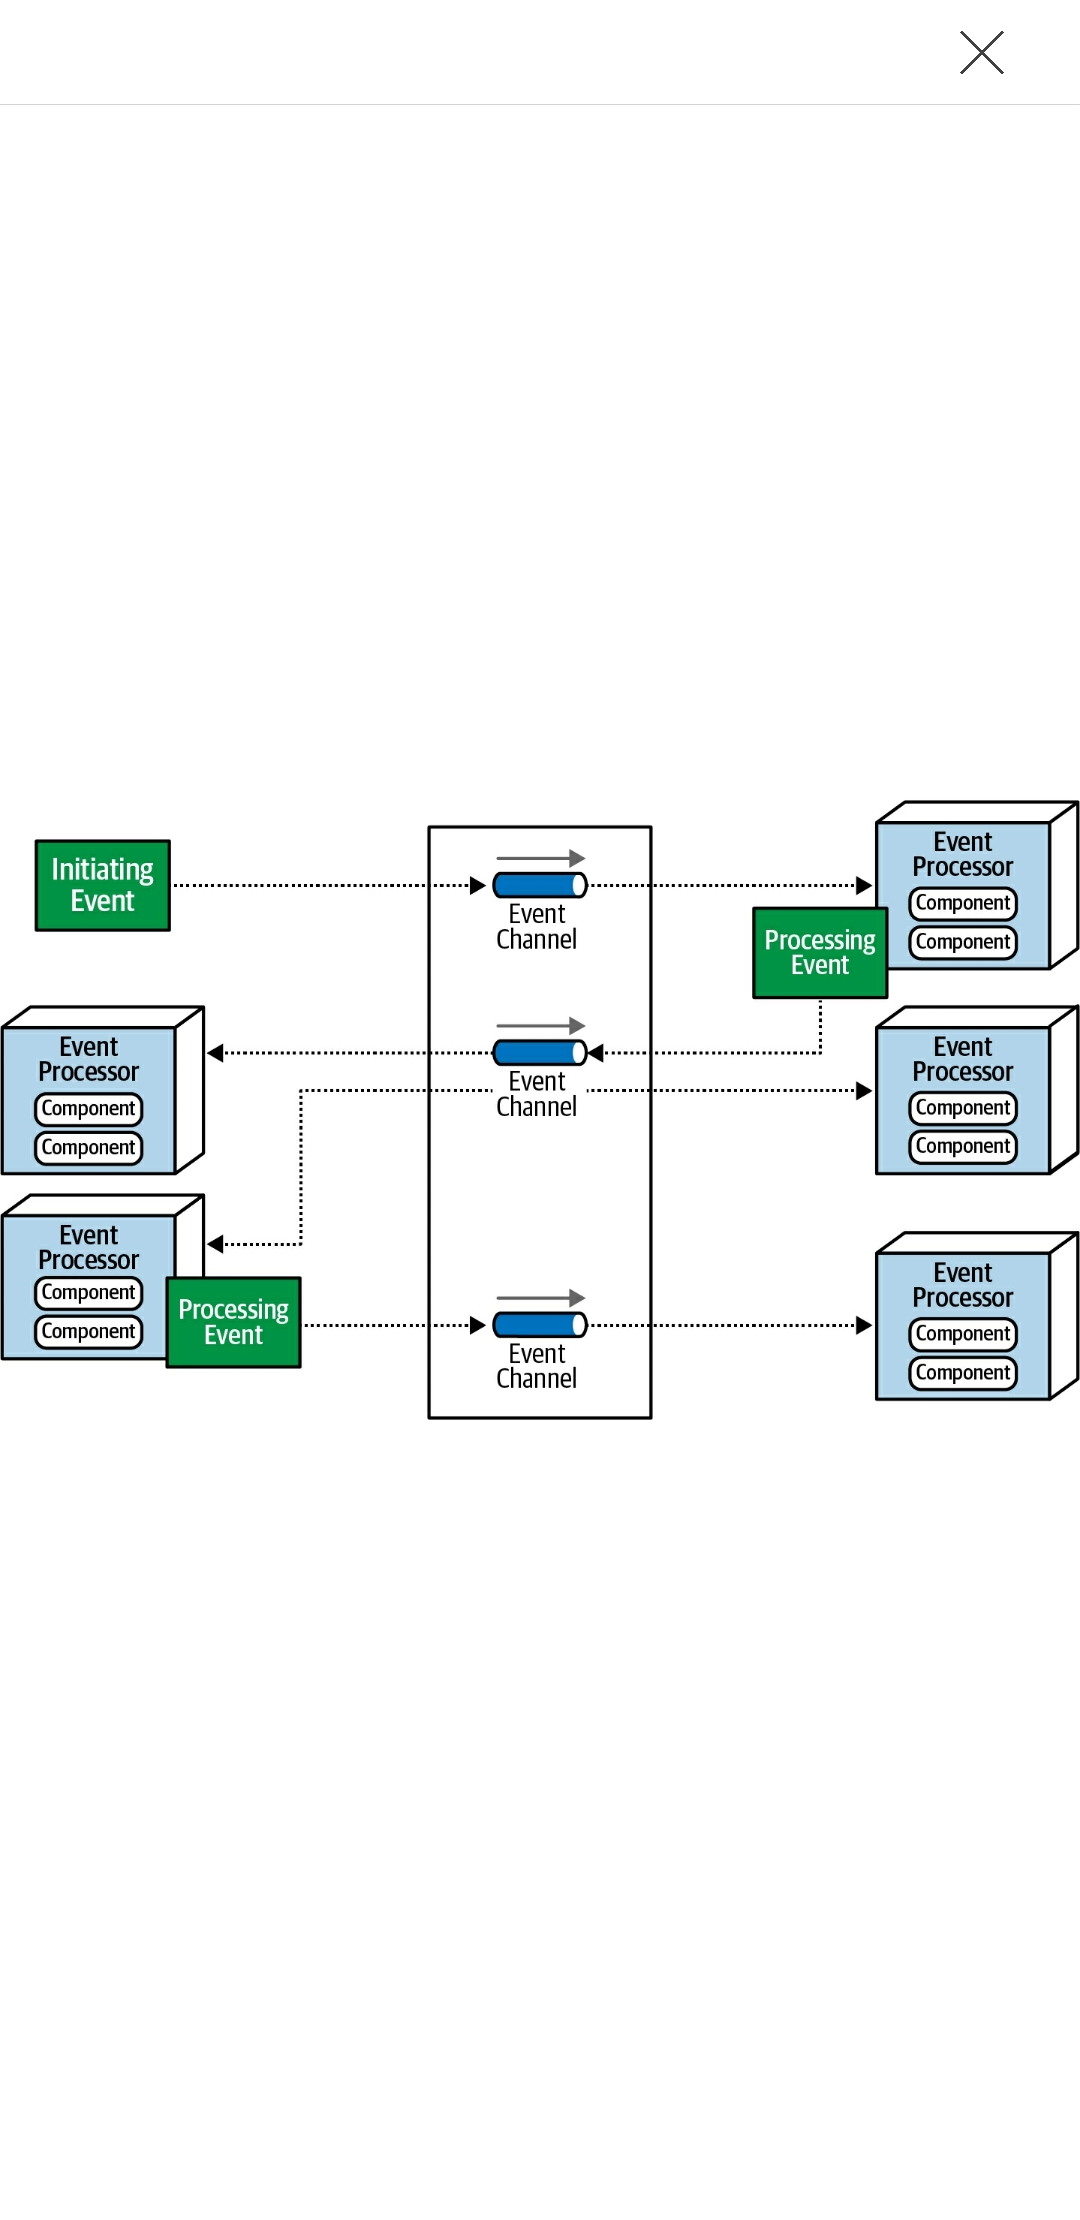 Initiating
Event
Event
Channel
Event
Processor
Component
Component
Processing
Event
Event
Processor
Component
Component
Event
Channel
Event
Processor
Component
Component
Event
Processor
Component
Component
Processing
Event
Event
Channel
Event
Processor
Component
Component